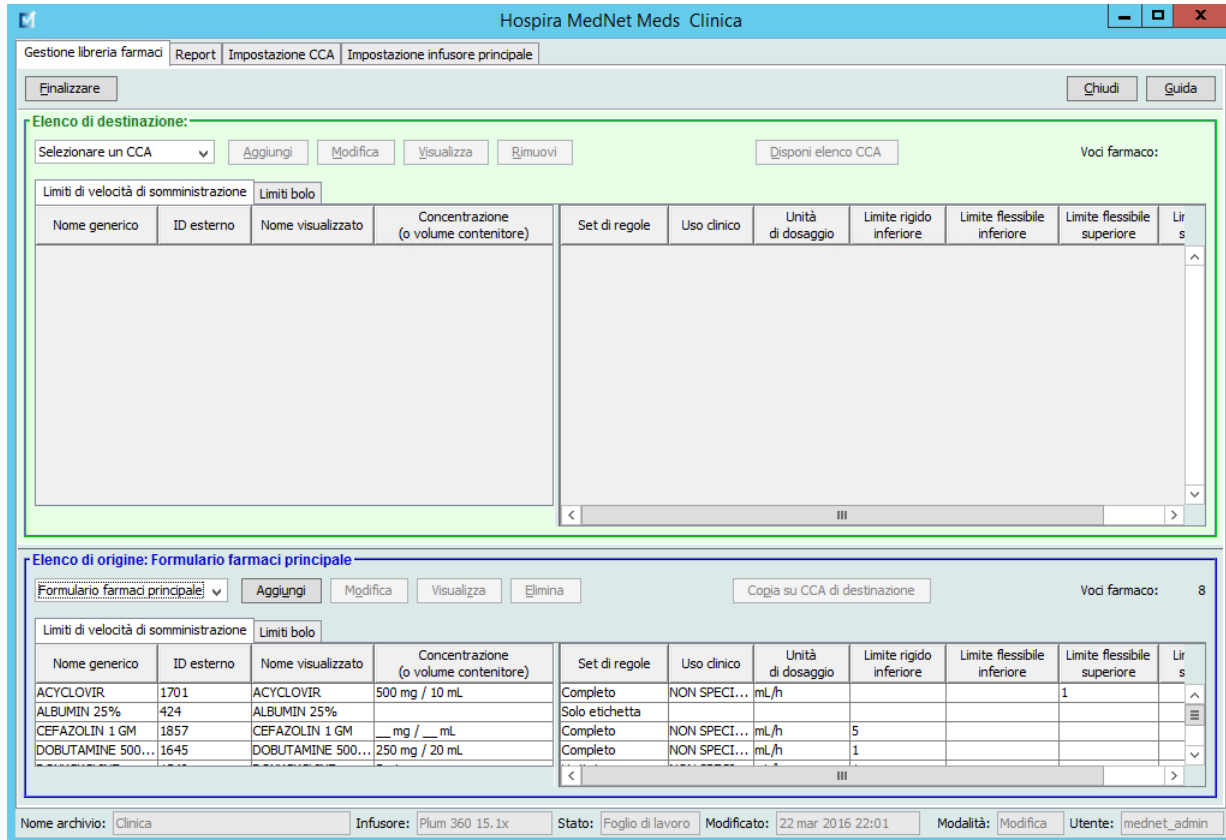 Hospira MedNet Meds Clinica
Gestione libreria farmaci Report Impostazione CCA Impostazione infusore principale
Finalizzare Chiudi Guida
Elenco di destinazione:
Selezionare un CCA Aggiungi Modifica Visualizza Rimuovi Disponi elenco CCA Voci farmaco:
Limiti di velocità di somministrazione Limiti bolo
Nome generico ID esterno Nome visualizzato Concentrazione (o volume contenitore) Set di regole Uso clinico Unità di dosaggio Limite rigido inferiore Limite flessibile inferiore Limite flessibile superiore
Elenco di origine: Formulario farmaci principale
Formulario farmaci principale Aggiungi Modifica Visualizza Elimina Copia su CCA di destinazione Voci farmaco: 8
Limiti di velocità di somministrazione Limiti bolo
Nome generico ID esterno Nome visualizzato Concentrazione (o volume contenitore) Set di regole Uso clinico Unità di dosaggio Limite rigido inferiore Limite flessibile inferiore Limite flessibile superiore
ACYCLOVIR 1701 ACYCLOVIR 500 mg / 10 mL Completo NON SPECI... mL/h 1
ALBUMIN 25% 424 ALBUMIN 25% Solo etichetta
CEFAZOLIN 1 GM 1857 CEFAZOLIN 1 GM __ mg / __ mL Completo NON SPECI... mL/h 5
DOBUTAMINE 500... 1645 DOBUTAMINE 500... 250 mg / 20 mL Completo NON SPECI... mL/h 1
Nome archivio: Clinica Infusore: Plum 360 15.1x Stato: Foglio di lavoro Modificato: 22 mar 2016 22:01 Modalità: Modifica Utente: mednet_admin